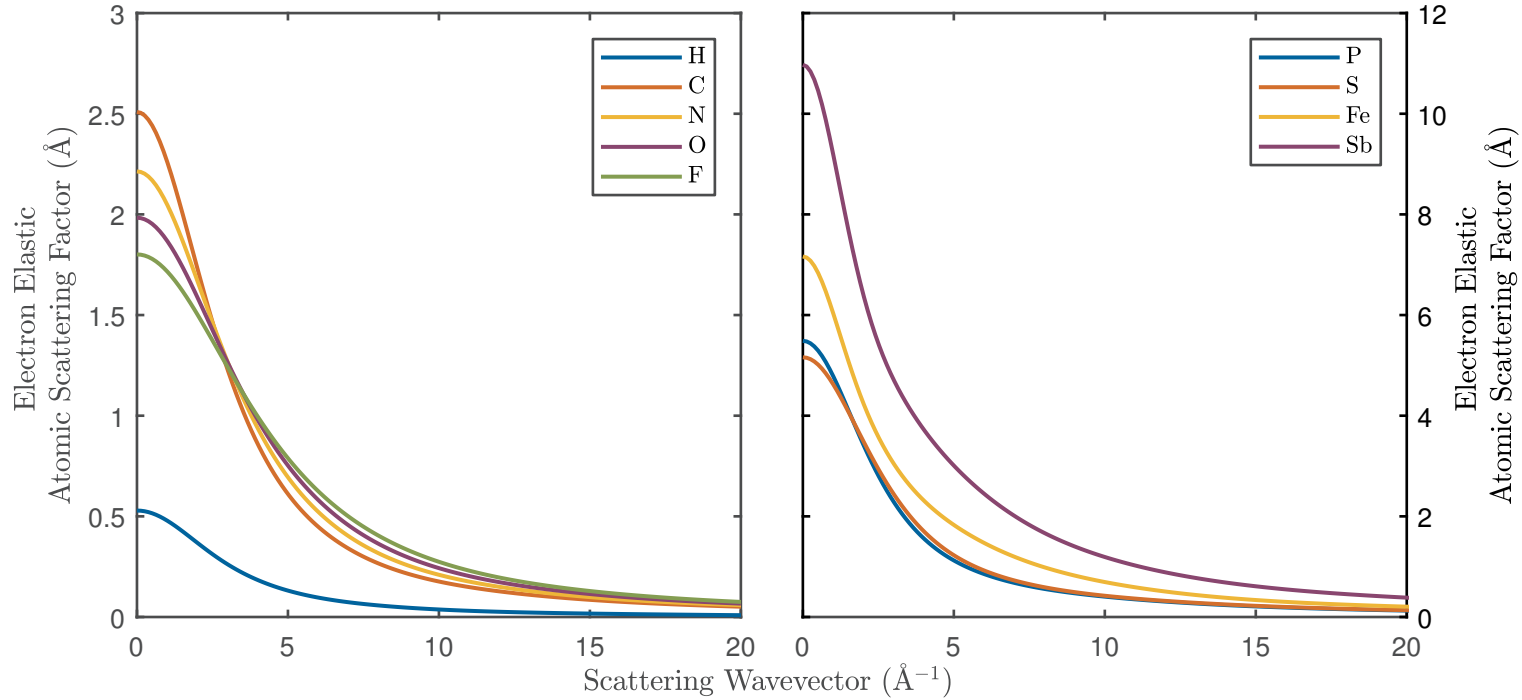 Electron Elastic
Atomic Scattering Factor (Å)
3
2.5
2
1.5
1
0.5
0
0
5
10
15
20
H
C
N
O
F
P
S
Fe
Sb
12
10
8
6
4
2
0
0
5
10
15
20
Electron Elastic
Atomic Scattering Factor (Å)
Scattering Wavevector (Å⁻¹)